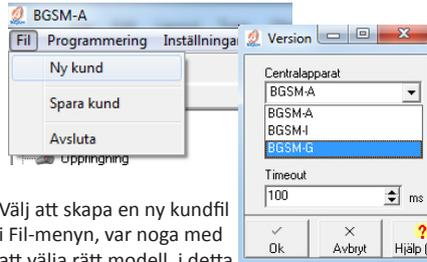 BGSM-A
Fil Programmering Inställningar
Ny kund
Spara kund
Avsluta
Uppringning
Version
Centralapparat
BGSM-A
BGSM-A
BGSM-I
BGSM-G
Timeout
100 ms
Ok Avbryt Hjälp
Välj att skapa en ny kundfil
i Fil-menyn, var noga med
att välja rätt modell, i detta